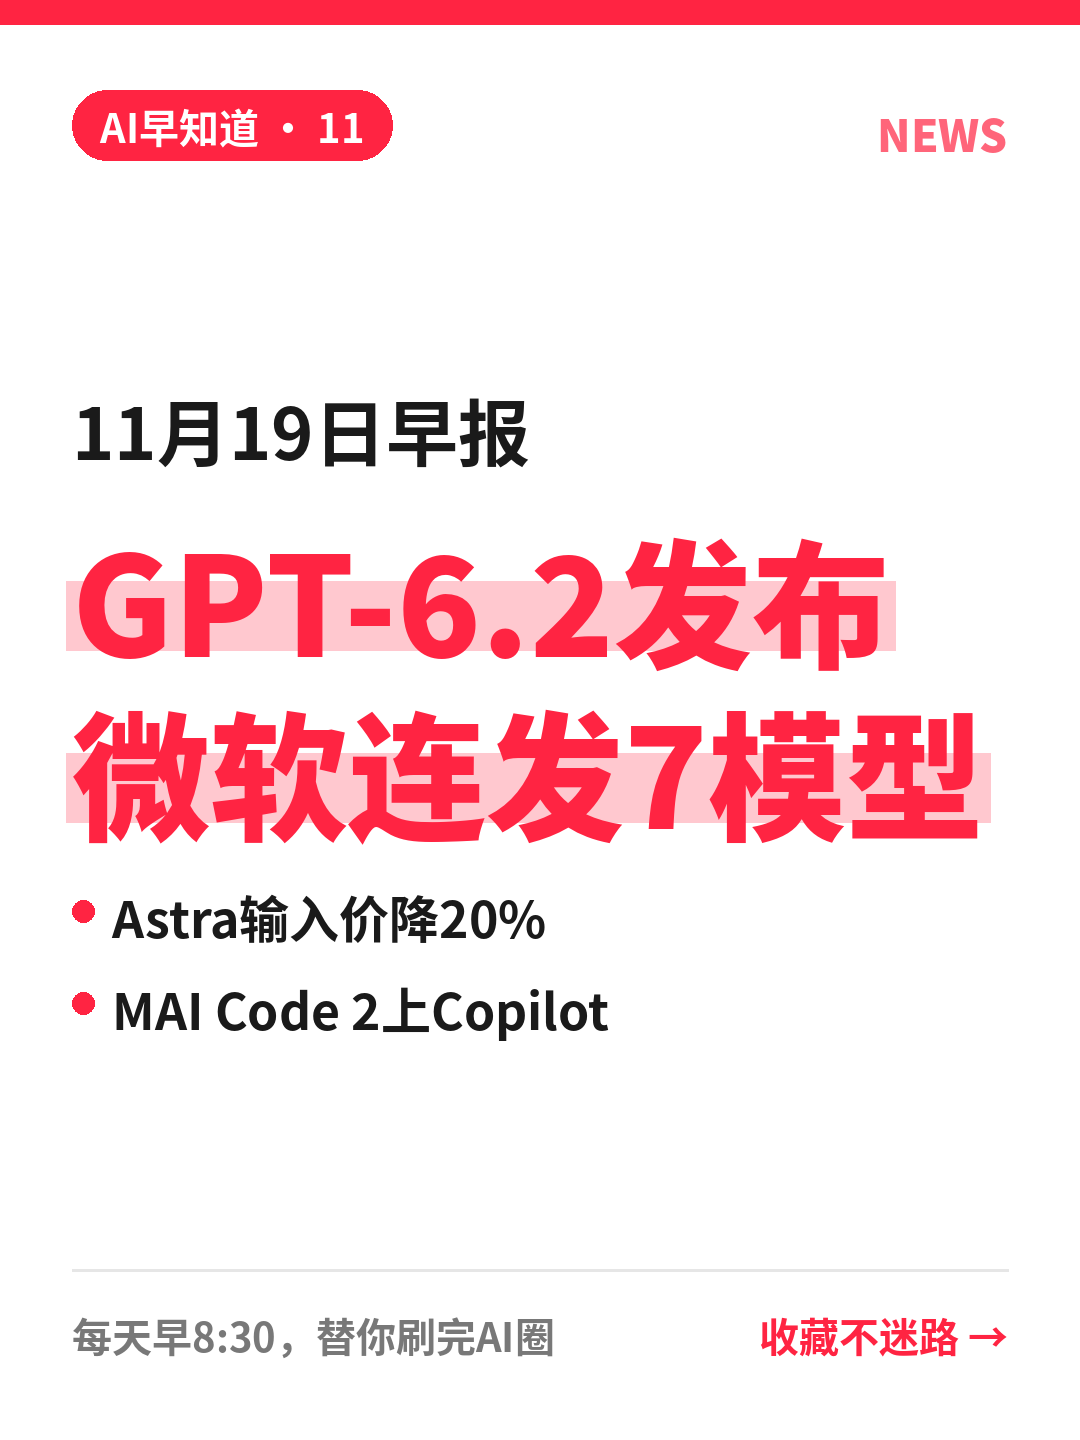 AI早知道 · 11
NEWS
11月19日早报
GPT-6.2发布
微软连发7模型
Astra输入价降20%
MAI Code 2上Copilot
每天早8:30，替你刷完AI圈
收藏不迷路 →